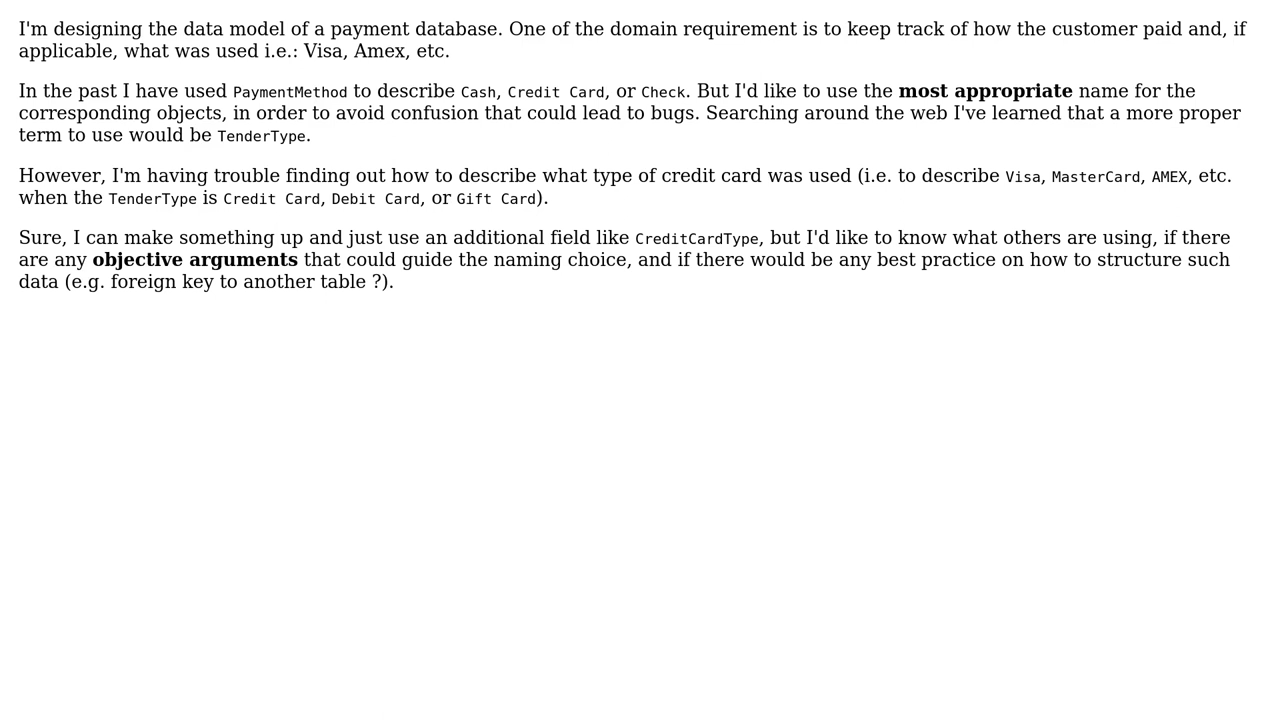 I'm designing the data model of a payment database. One of the domain requirement is to keep track of how the customer paid and, if
applicable, what was used i.e.: Visa, Amex, etc.
In the past I have used PaymentMethod to describe Cash, Credit Card, or Check. But I'd like to use the most appropriate name for the
corresponding objects, in order to avoid confusion that could lead to bugs. Searching around the web I've learned that a more proper
term to use would be TenderType.
However, I'm having trouble finding out how to describe what type of credit card was used (i.e. to describe Visa, MasterCard, AMEX, etc.
when the TenderType is Credit Card, Debit Card, or Gift Card).
Sure, I can make something up and just use an additional field like CreditCardType, but I'd like to know what others are using, if there
are any objective arguments that could guide the naming choice, and if there would be any best practice on how to structure such
data (e.g. foreign key to another table ?).